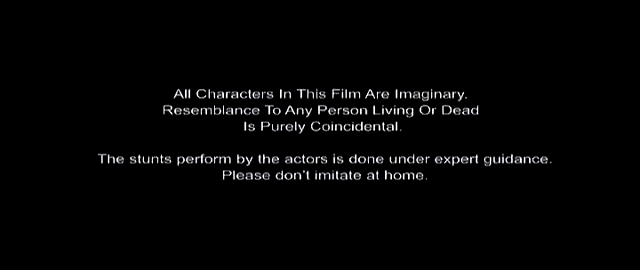 All Characters In This Film Are Imaginary.
Resemblance To Any Person Living Or Dead
Is Purely Coincidental.
The stunts perform by the actors is done under expert guidance.
Please don't imitate at home.